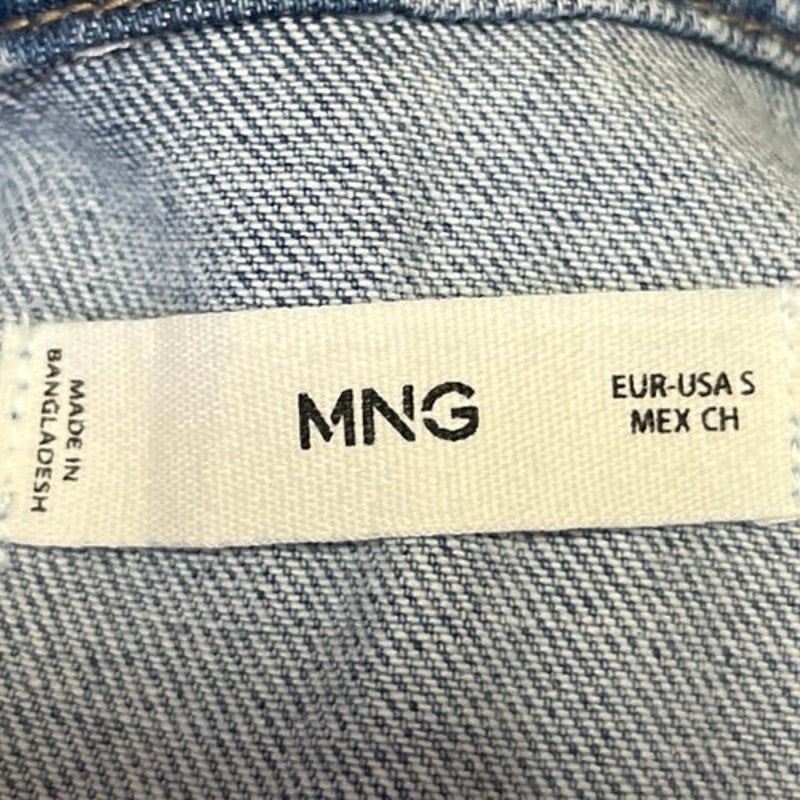 MADE IN
BANGLADESH
MNG
EUR-USA S
MEX CH